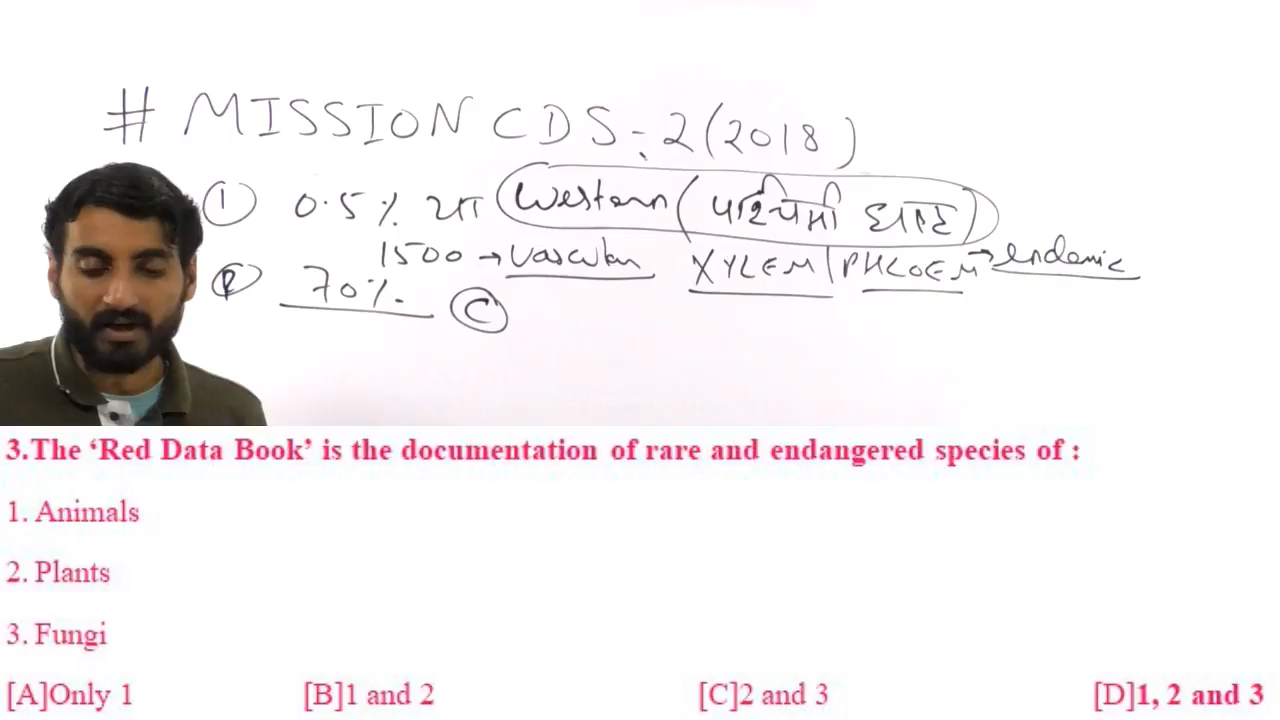 # MISSION CDS-2 (2018)
① 0.5% या Western (पश्चिमी घाट)
1500 → vascular XYLEM | PHLOEM → endemic
② 70% Ⓒ
3.The ‘Red Data Book’ is the documentation of rare and endangered species of :
1. Animals
2. Plants
3. Fungi
[A]Only 1 [B]1 and 2 [C]2 and 3 [D]1, 2 and 3